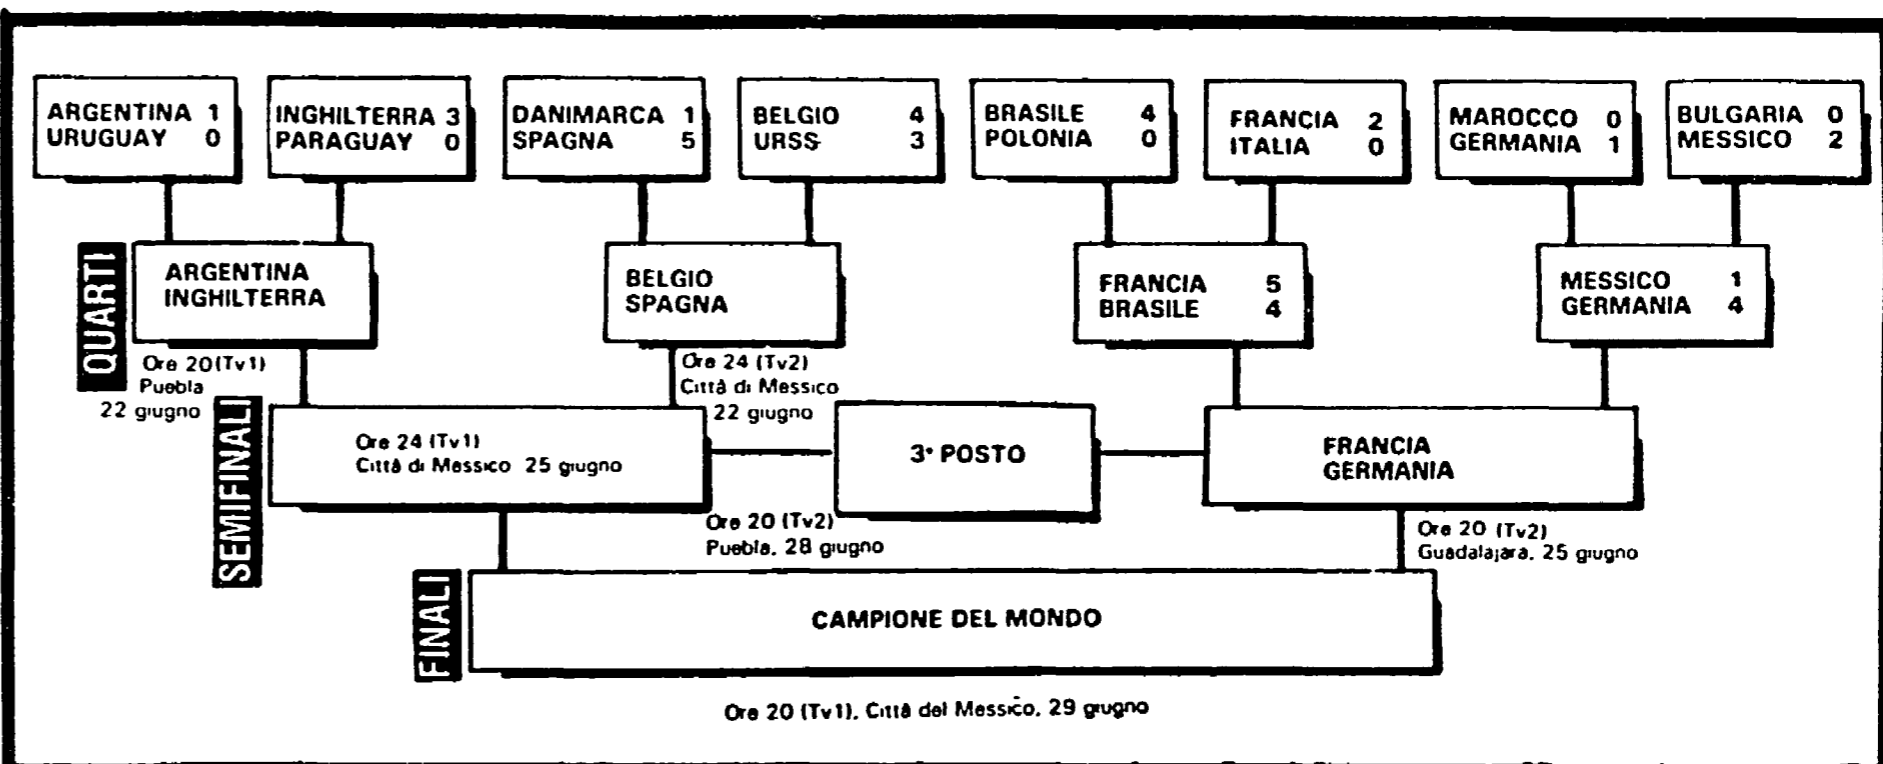 ARGENTINA 1
URUGUAY 0
INGHILTERRA 3
PARAGUAY 0
DANIMARCA 1
SPAGNA 5
BELGIO 4
URSS 3
BRASILE 4
POLONIA 0
FRANCIA 2
ITALIA 0
MAROCCO 0
GERMANIA 1
BULGARIA 0
MESSICO 2
QUARTI
ARGENTINA
INGHILTERRA
Ore 20 (Tv1)
Puebla
22 giugno
BELGIO
SPAGNA
Ore 24 (Tv2)
Città di Messico
22 giugno
FRANCIA 5
BRASILE 4
MESSICO 1
GERMANIA 4
SEMIFINALI
Ore 24 (Tv1)
Città di Messico 25 giugno
3° POSTO
Ore 20 (Tv2)
Puebla, 28 giugno
FRANCIA
GERMANIA
Ore 20 (Tv2)
Guadalajara, 25 giugno
FINALI
CAMPIONE DEL MONDO
Ore 20 (Tv1), Città del Messico, 29 giugno